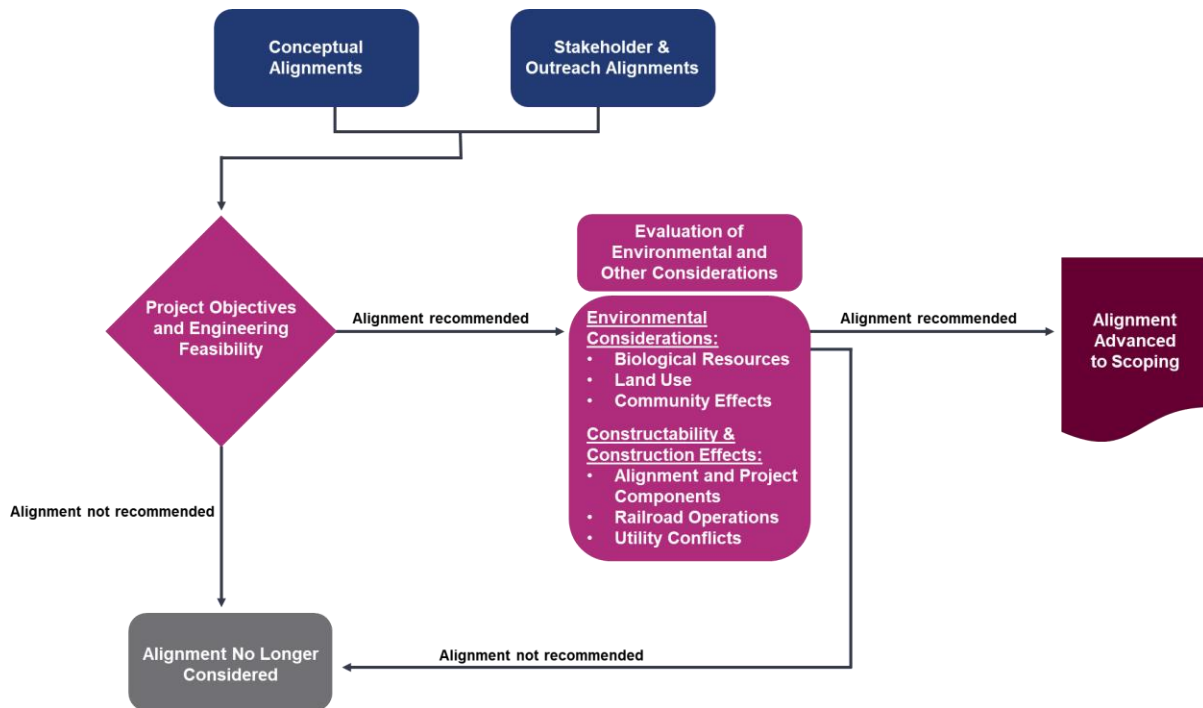 Conceptual
Alignments
Stakeholder &
Outreach Alignments
Project Objectives
and Engineering
Feasibility
Alignment recommended
Evaluation of
Environmental and
Other Considerations
Environmental
Considerations:
• Biological Resources
• Land Use
• Community Effects
Constructability &
Construction Effects:
• Alignment and Project
Components
• Railroad Operations
• Utility Conflicts
Alignment recommended
Alignment
Advanced
to Scoping
Alignment not recommended
Alignment No Longer
Considered
Alignment not recommended